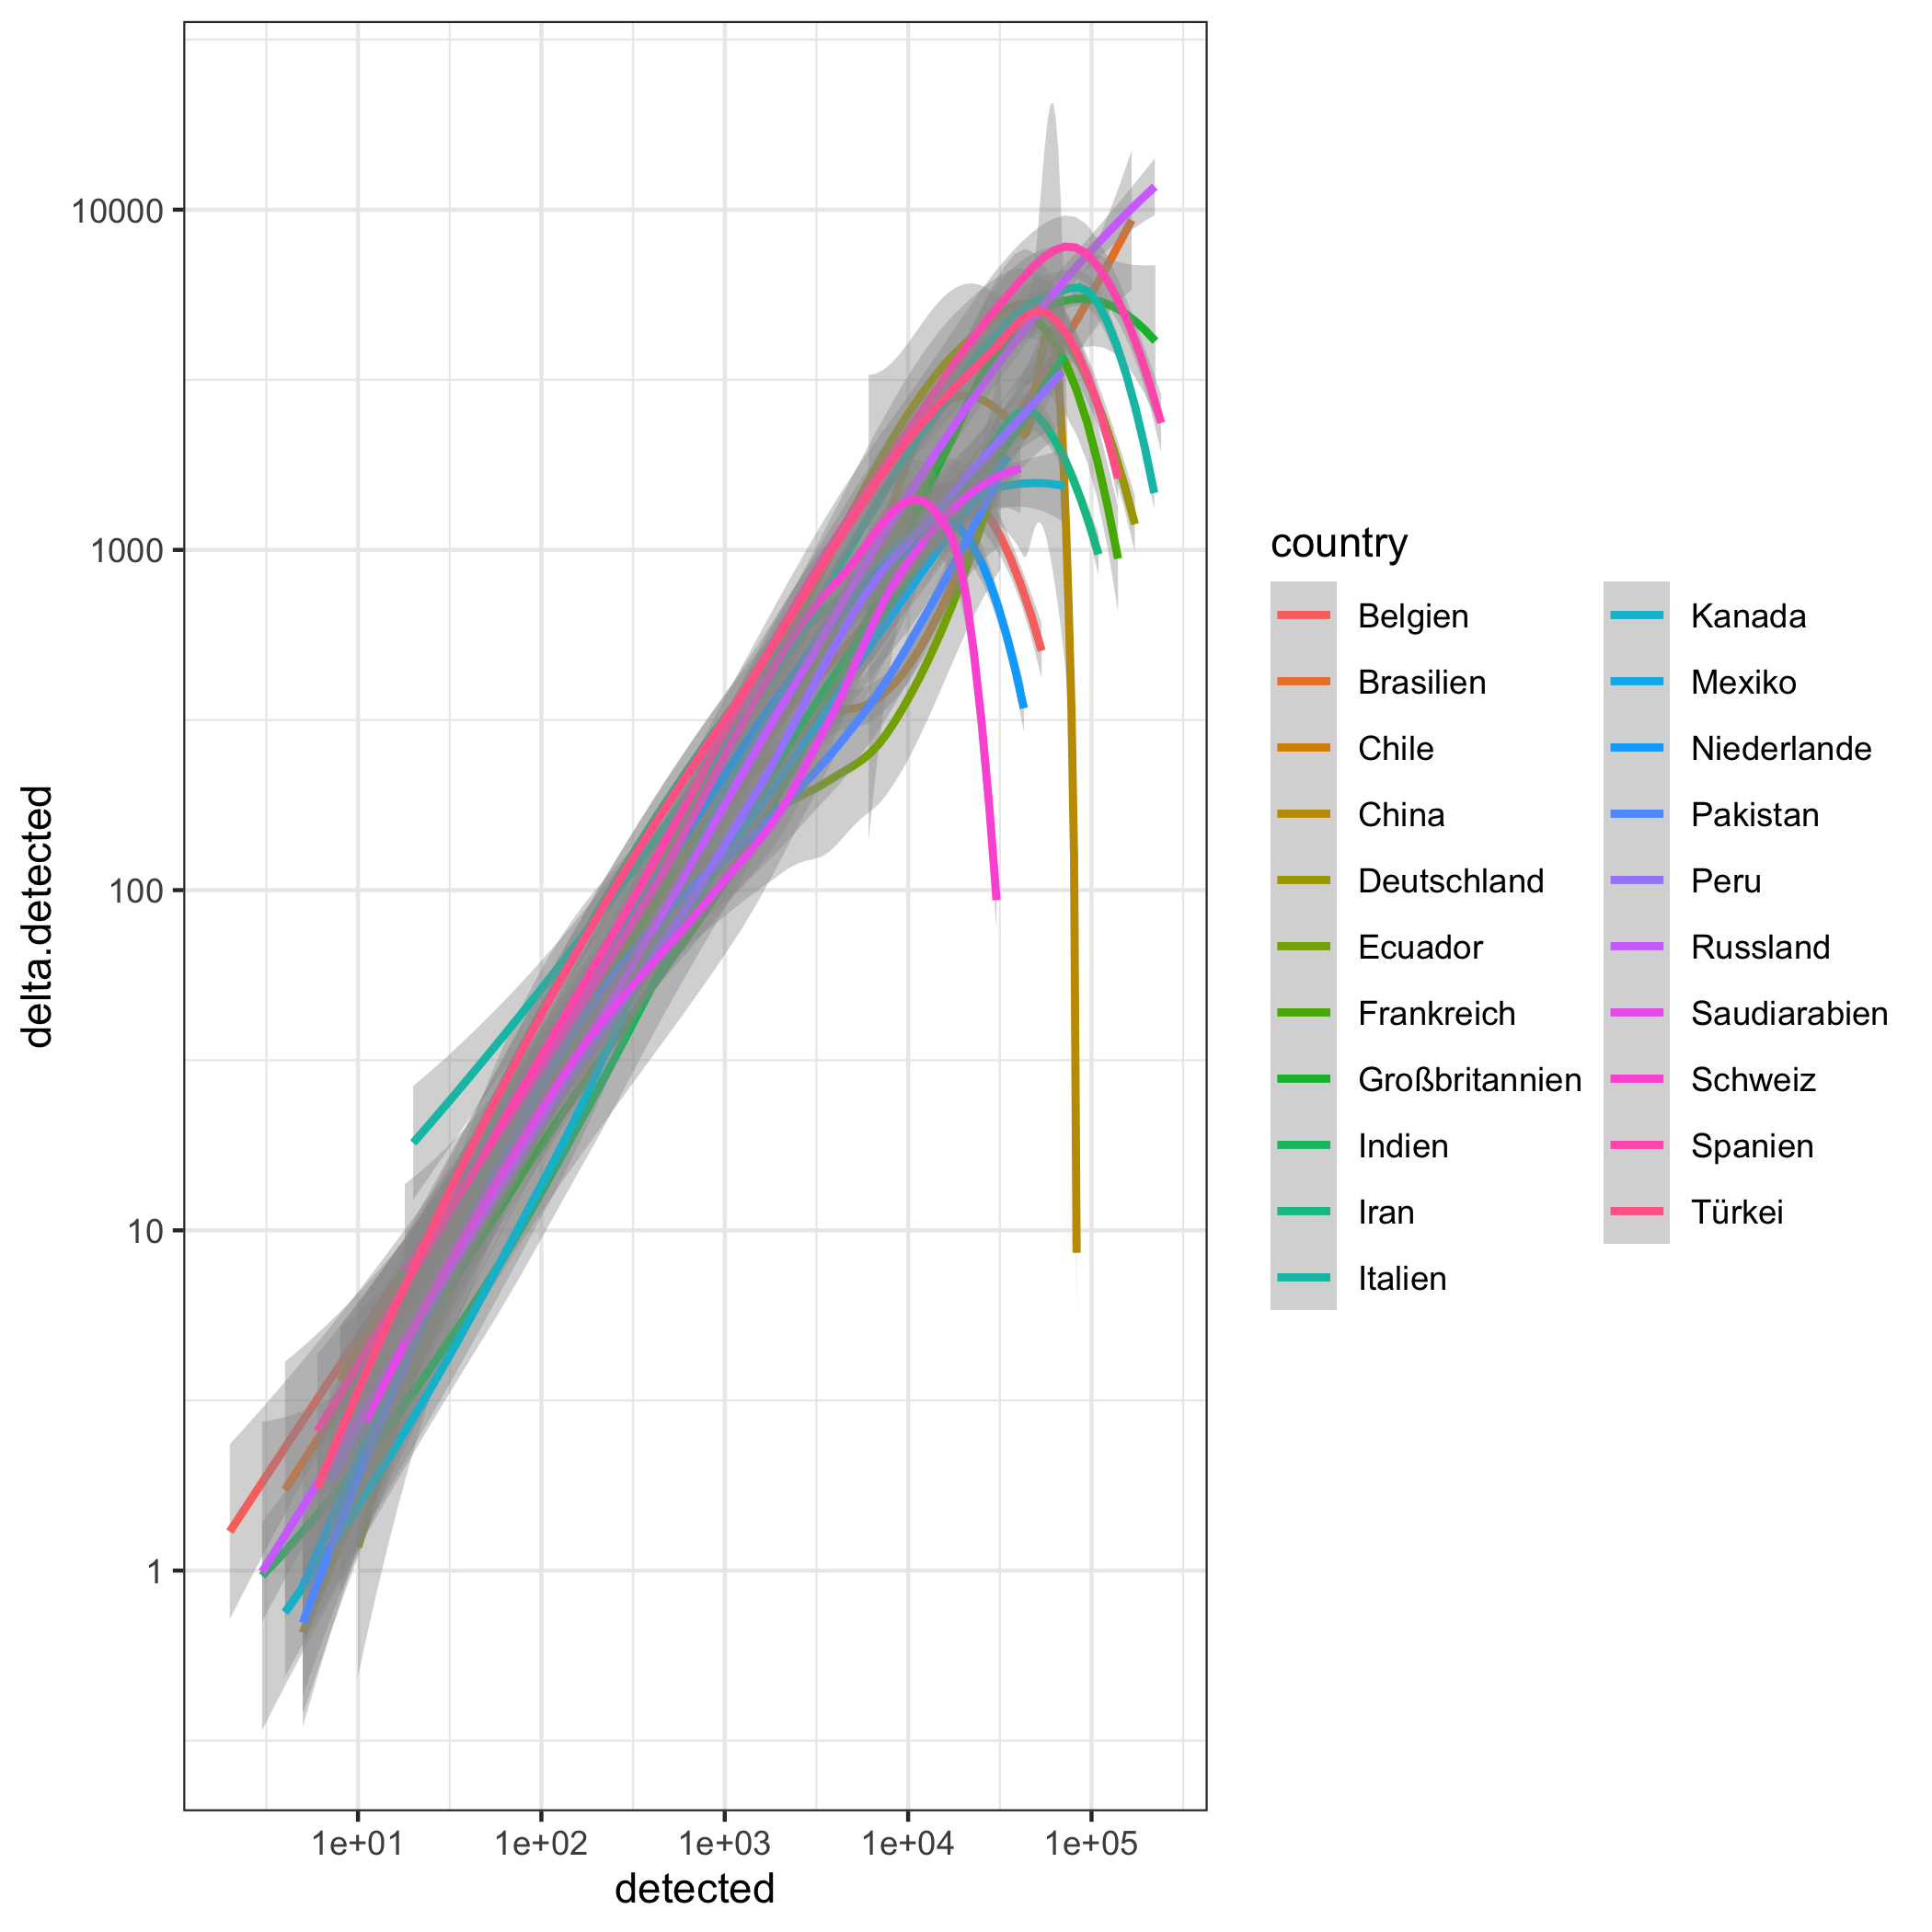 10000
1000
100
10
1
delta.detected
1e+01 1e+02 1e+03 1e+04 1e+05
detected
country
Belgien
Brasilien
Chile
China
Deutschland
Ecuador
Frankreich
Großbritannien
Indien
Iran
Italien
Kanada
Mexiko
Niederlande
Pakistan
Peru
Russland
Saudiarabien
Schweiz
Spanien
Türkei